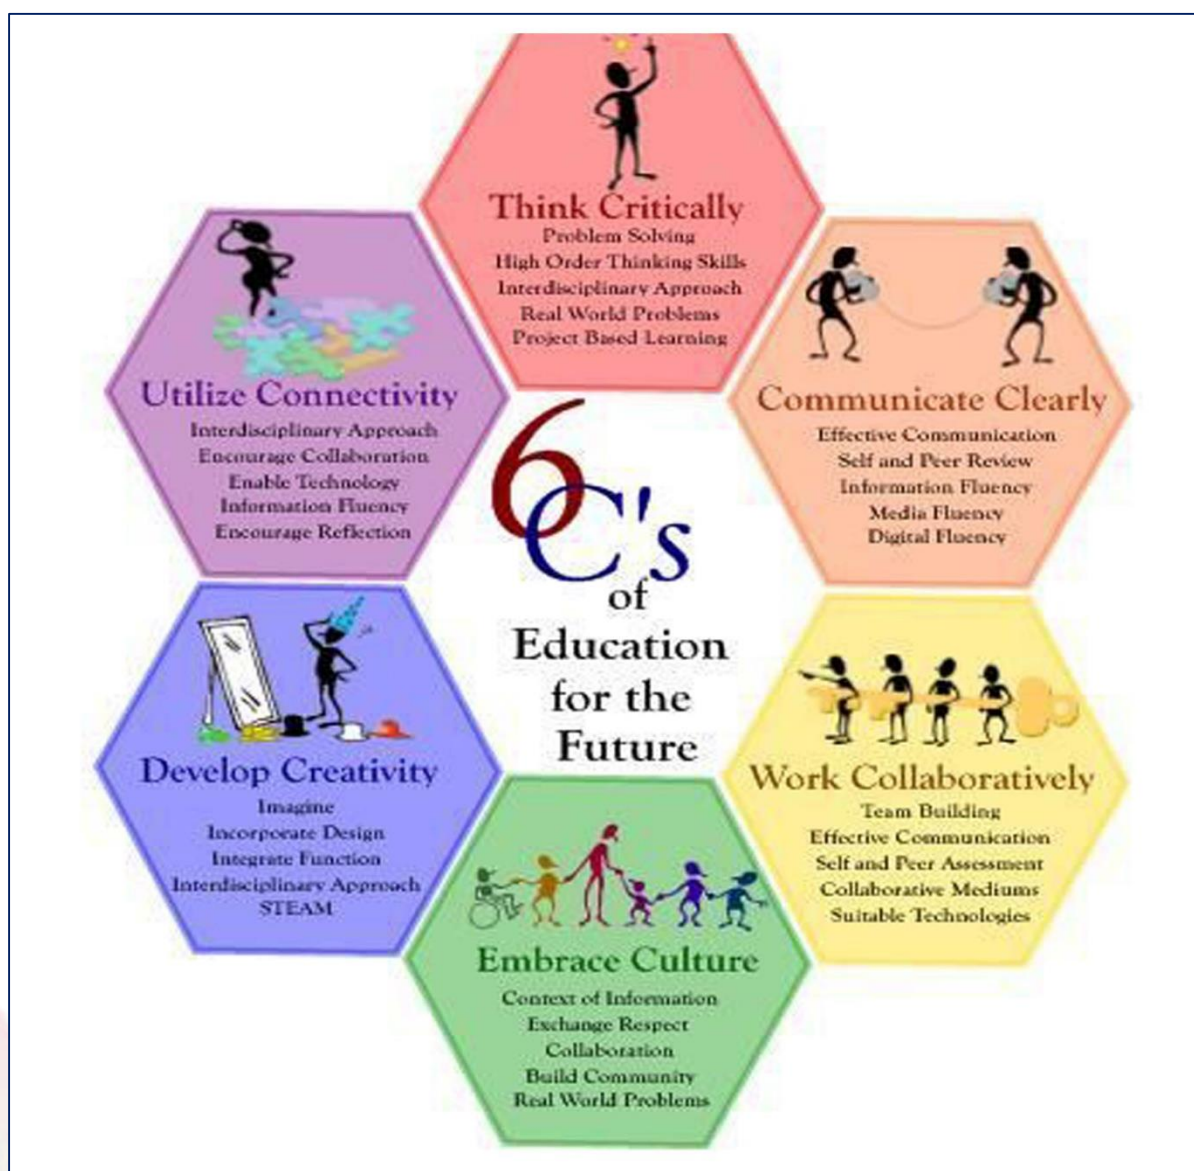 Think Critically
Problem Solving
High Order Thinking Skills
Interdisciplinary Approach
Real World Problems
Project Based Learning
Communicate Clearly
Effective Communication
Self and Peer Review
Information Fluency
Media Fluency
Digital Fluency
Work Collaboratively
Team Building
Effective Communication
Self and Peer Assessment
Collaborative Mediums
Suitable Technologies
Embrace Culture
Context of Information
Exchange Respect
Collaboration
Build Community
Real World Problems
Develop Creativity
Imagine
Incorporate Design
Integrate Function
Interdisciplinary Approach
STEAM
Utilize Connectivity
Interdisciplinary Approach
Encourage Collaboration
Enable Technology
Information Fluency
Encourage Reflection
6
C's
of
Education
for the
Future